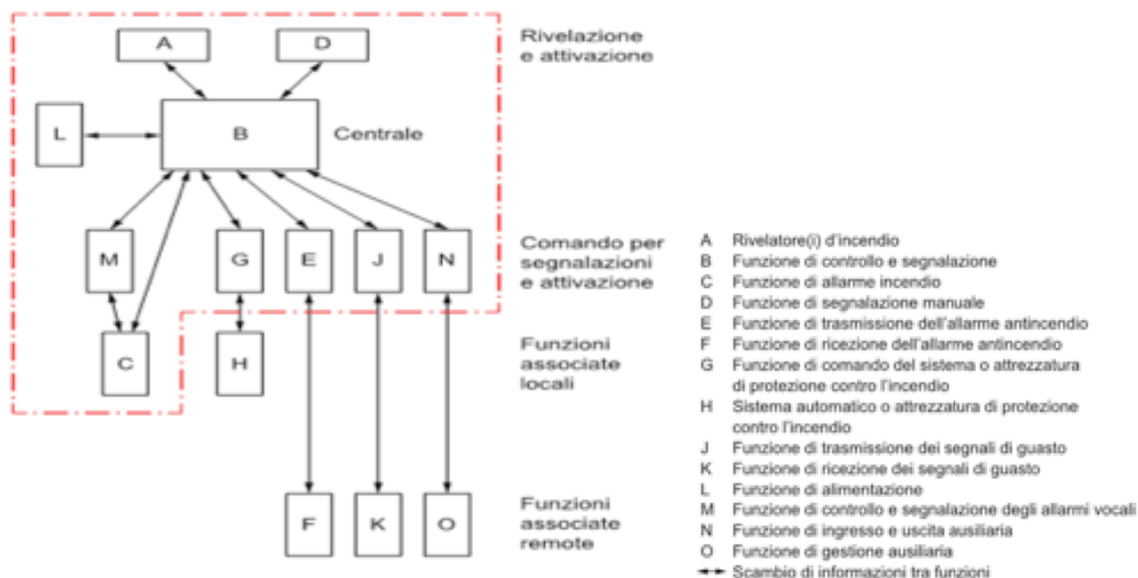 A
D
Rivelazione
e attivazione
L
B
Centrale
M
G
E
J
N
Comando per
segnalazioni
e attivazione
C
H
Funzioni
associate
locali
F
K
O
Funzioni
associate
remote
A Rivelatore(i) d'incendio
B Funzione di controllo e segnalazione
C Funzione di allarme incendio
D Funzione di segnalazione manuale
E Funzione di trasmissione dell'allarme antincendio
F Funzione di ricezione dell'allarme antincendio
G Funzione di comando del sistema o attrezzatura
di protezione contro l'incendio
H Sistema automatico o attrezzatura di protezione
contro l'incendio
J Funzione di trasmissione dei segnali di guasto
K Funzione di ricezione dei segnali di guasto
L Funzione di alimentazione
M Funzione di controllo e segnalazione degli allarmi vocali
N Funzione di ingresso e uscita ausiliaria
O Funzione di gestione ausiliaria
Scambio di informazioni tra funzioni